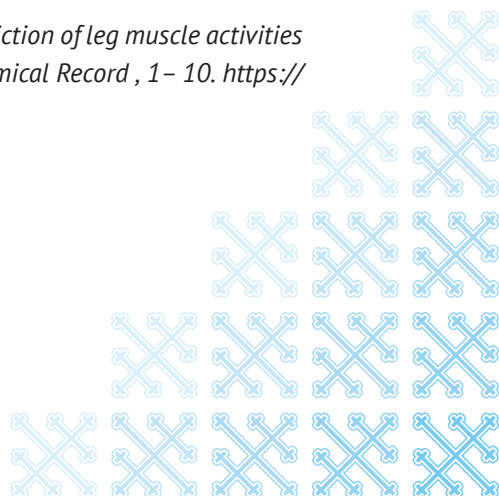 iction of leg muscle activities
mical Record , 1– 10. https://